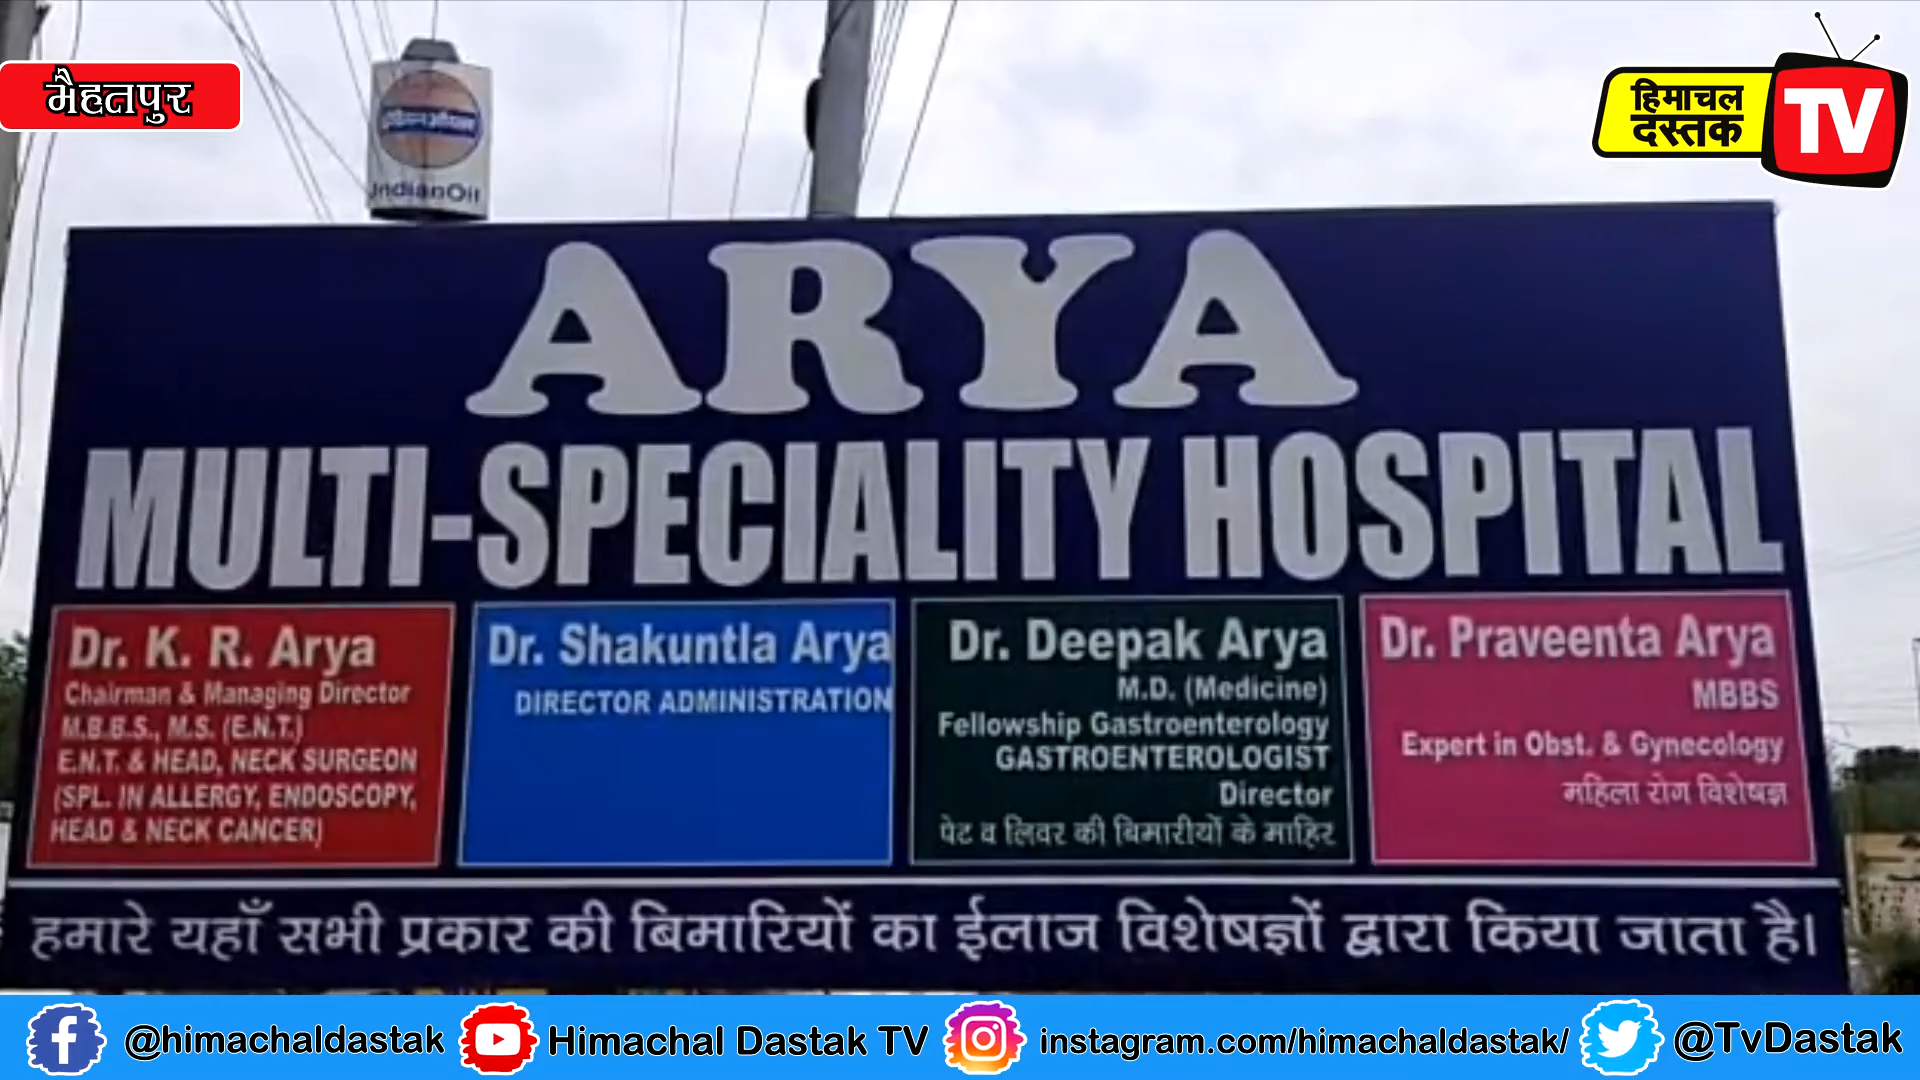 मैहतपुर
हिमाचल
दस्तक
TV
IndianOil
ARYA
MULTI-SPECIALITY HOSPITAL
Dr. K. R. Arya
Chairman & Managing Director
M.B.B.S., M.S. (E.N.T.)
E.N.T. & HEAD, NECK SURGEON
(SPL. IN ALLERGY, ENDOSCOPY,
HEAD & NECK CANCER)
Dr. Shakuntla Arya
DIRECTOR ADMINISTRATION
Dr. Deepak Arya
M.D. (Medicine)
Fellowship Gastroenterology
GASTROENTEROLOGIST
Director
पेट व लिवर की बिमारीयों के माहिर
Dr. Praveenta Arya
MBBS
Expert in Obst. & Gynecology
महिला रोग विशेषज्ञ
हमारे यहाँ सभी प्रकार की बिमारियों का ईलाज विशेषज्ञों द्वारा किया जाता है।
@himachaldastak
Himachal Dastak TV
instagram.com/himachaldastak/
@TvDastak